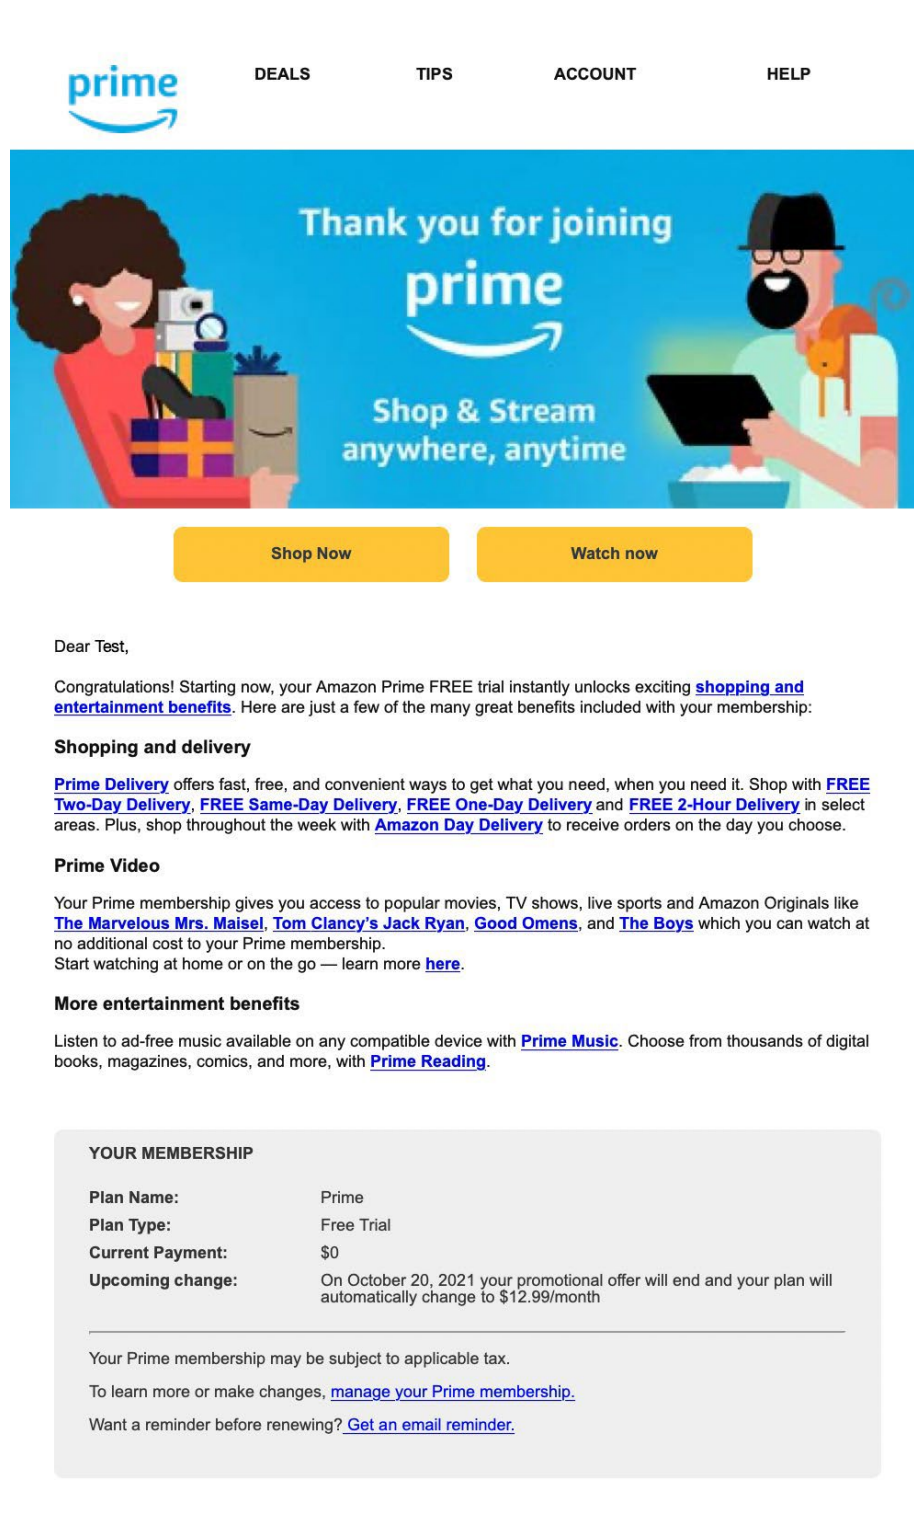 prime
DEALS
TIPS
ACCOUNT
HELP
Thank you for joining
prime
Shop & Stream
anywhere, anytime
Shop Now
Watch now
Dear Test,
Congratulations! Starting now, your Amazon Prime FREE trial instantly unlocks exciting shopping and
entertainment benefits. Here are just a few of the many great benefits included with your membership:
Shopping and delivery
Prime Delivery offers fast, free, and convenient ways to get what you need, when you need it. Shop with FREE
Two-Day Delivery, FREE Same-Day Delivery, FREE One-Day Delivery and FREE 2-Hour Delivery in select
areas. Plus, shop throughout the week with Amazon Day Delivery to receive orders on the day you choose.
Prime Video
Your Prime membership gives you access to popular movies, TV shows, live sports and Amazon Originals like
The Marvelous Mrs. Maisel, Tom Clancy’s Jack Ryan, Good Omens, and The Boys which you can watch at
no additional cost to your Prime membership.
Start watching at home or on the go — learn more here.
More entertainment benefits
Listen to ad-free music available on any compatible device with Prime Music. Choose from thousands of digital
books, magazines, comics, and more, with Prime Reading.
YOUR MEMBERSHIP
Plan Name: Prime
Plan Type: Free Trial
Current Payment: $0
Upcoming change: On October 20, 2021 your promotional offer will end and your plan will
automatically change to $12.99/month
Your Prime membership may be subject to applicable tax.
To learn more or make changes, manage your Prime membership.
Want a reminder before renewing? Get an email reminder.